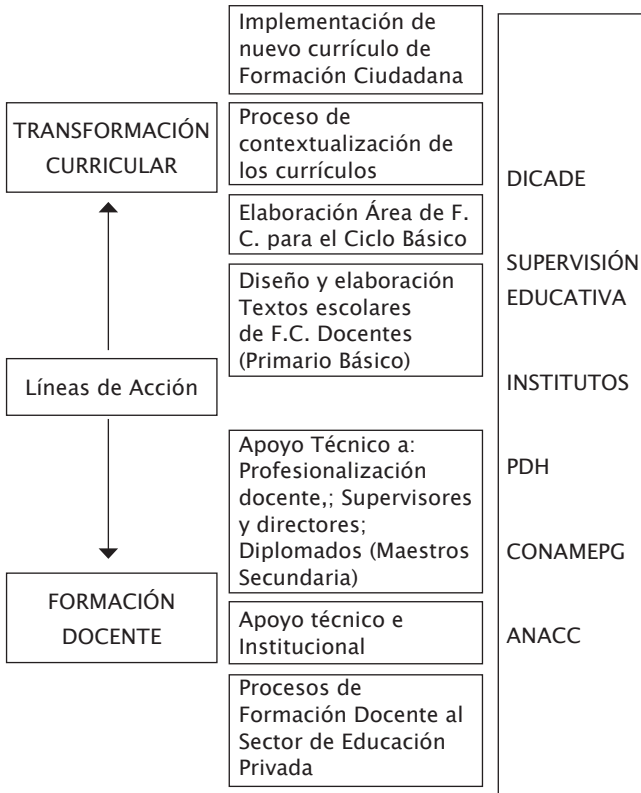 Implementación de
nuevo currículo de
Formación Ciudadana
TRANSFORMACIÓN
CURRICULAR
Proceso de
contextualización de
los currículos
Elaboración Área de F.
C. para el Ciclo Básico
Diseño y elaboración
Textos escolares
de F.C. Docentes
(Primario Básico)
Líneas de Acción
Apoyo Técnico a:
Profesionalización
docente,; Supervisores
y directores;
Diplomados (Maestros
Secundaria)
FORMACIÓN
DOCENTE
Apoyo técnico e
Institucional
Procesos de
Formación Docente al
Sector de Educación
Privada
DICADE
SUPERVISIÓN
EDUCATIVA
INSTITUTOS
PDH
CONAMEPG
ANACC